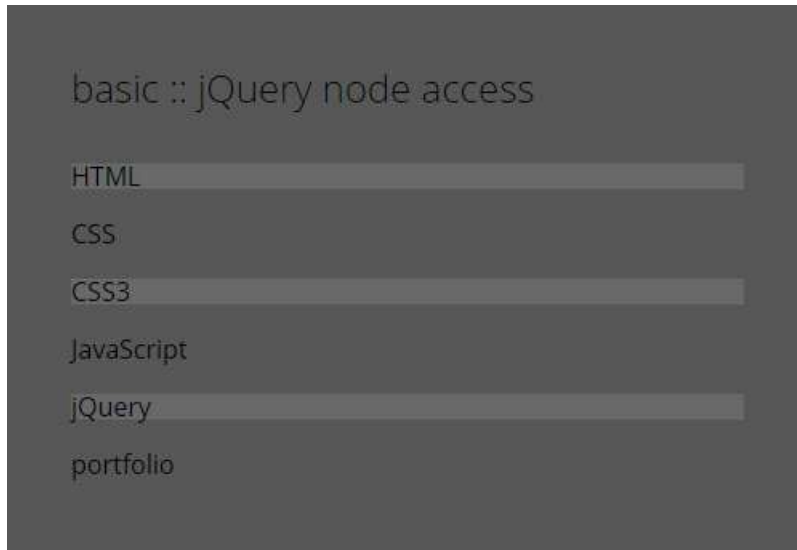 basic :: jQuery node access
HTML
CSS
CSS3
JavaScript
jQuery
portfolio